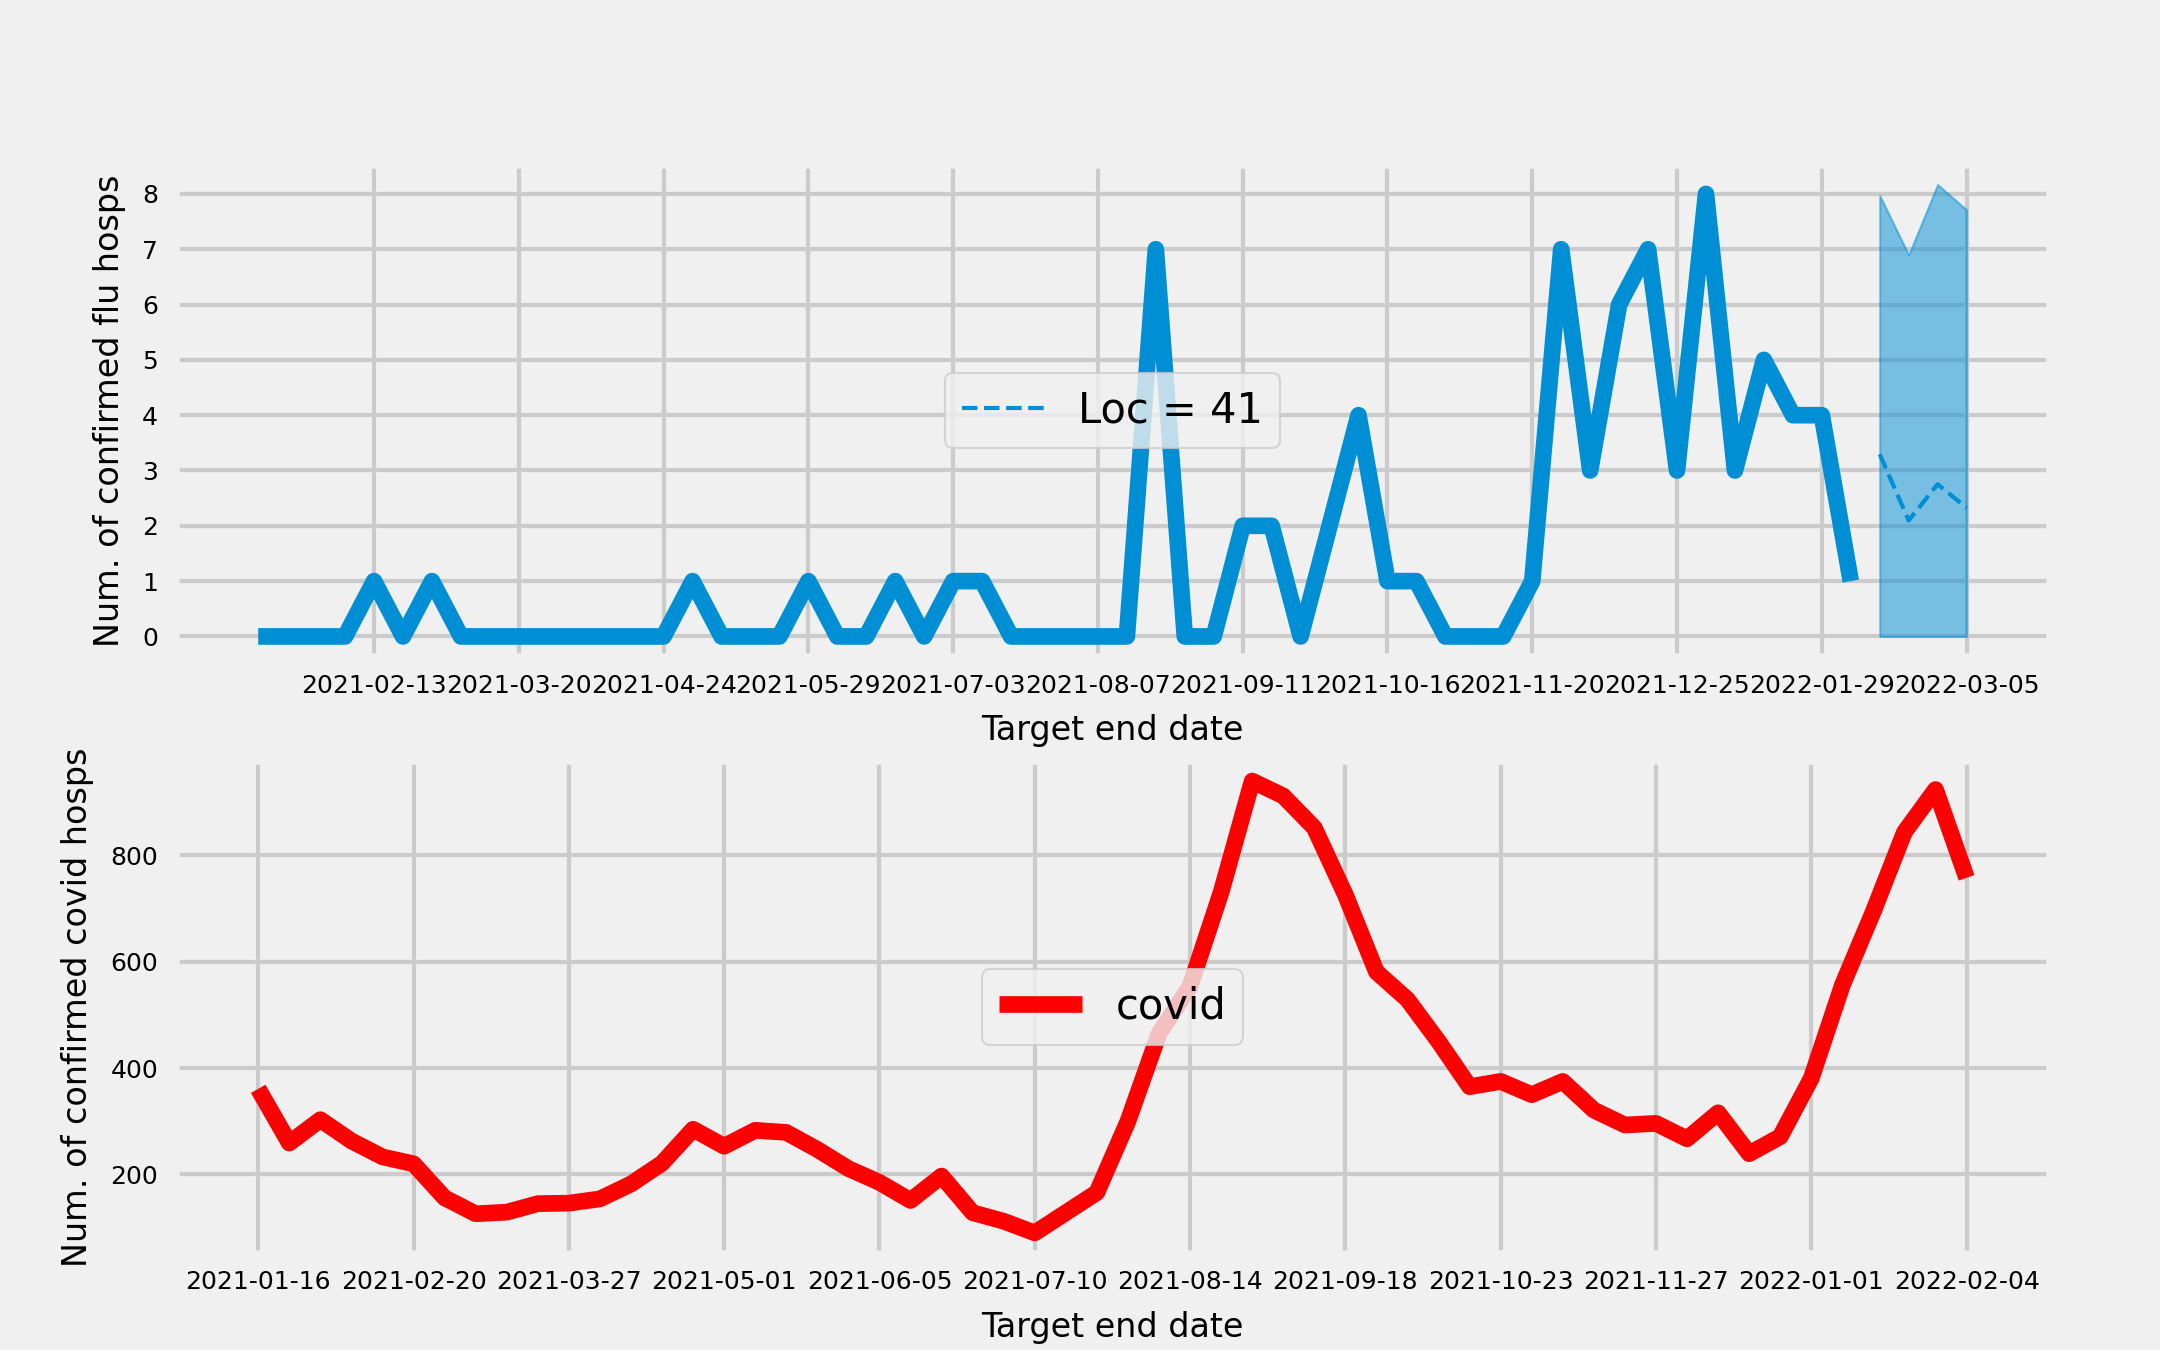 Num. of confirmed flu hosps
8
7
6
5
4
3
2
1
0
Loc = 41
2021-02-13 2021-03-20 2021-04-24 2021-05-29 2021-07-03 2021-08-07 2021-09-11 2021-10-16 2021-11-20 2021-12-25 2022-01-29 2022-03-05
Target end date
Num. of confirmed covid hosps
800
600
400
200
covid
2021-01-16 2021-02-20 2021-03-27 2021-05-01 2021-06-05 2021-07-10 2021-08-14 2021-09-18 2021-10-23 2021-11-27 2022-01-01 2022-02-04
Target end date